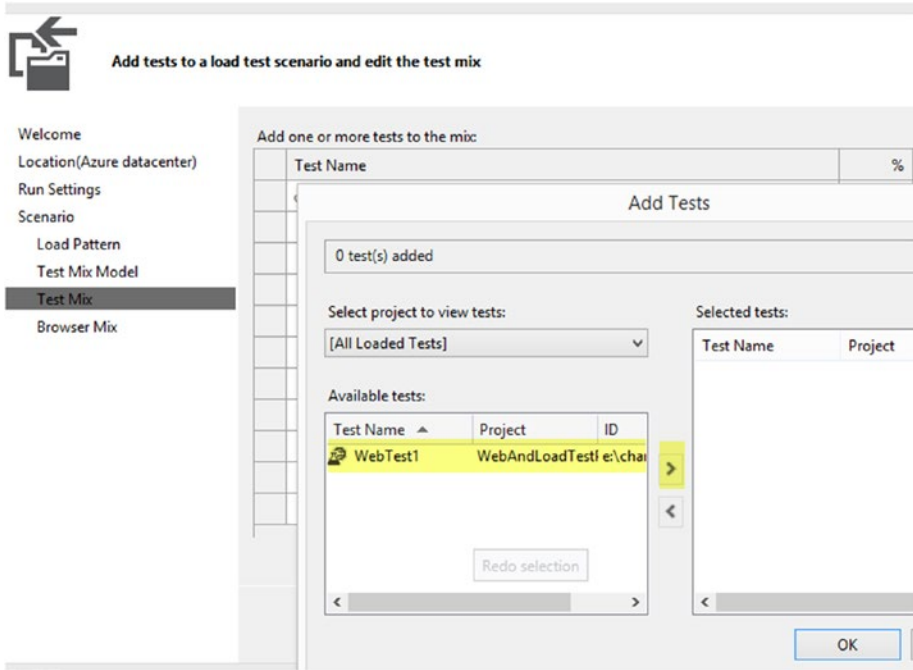 Add tests to a load test scenario and edit the test mix
Welcome
Location(Azure datacenter)
Run Settings
Scenario
Load Pattern
Test Mix Model
Test Mix
Browser Mix
Add one or more tests to the mix:
Test Name %
Add Tests
0 test(s) added
Select project to view tests:
[All Loaded Tests]
Available tests:
Test Name Project ID
WebTest1 WebAndLoadTestF e:\char
Redo selection
Selected tests:
Test Name Project
OK